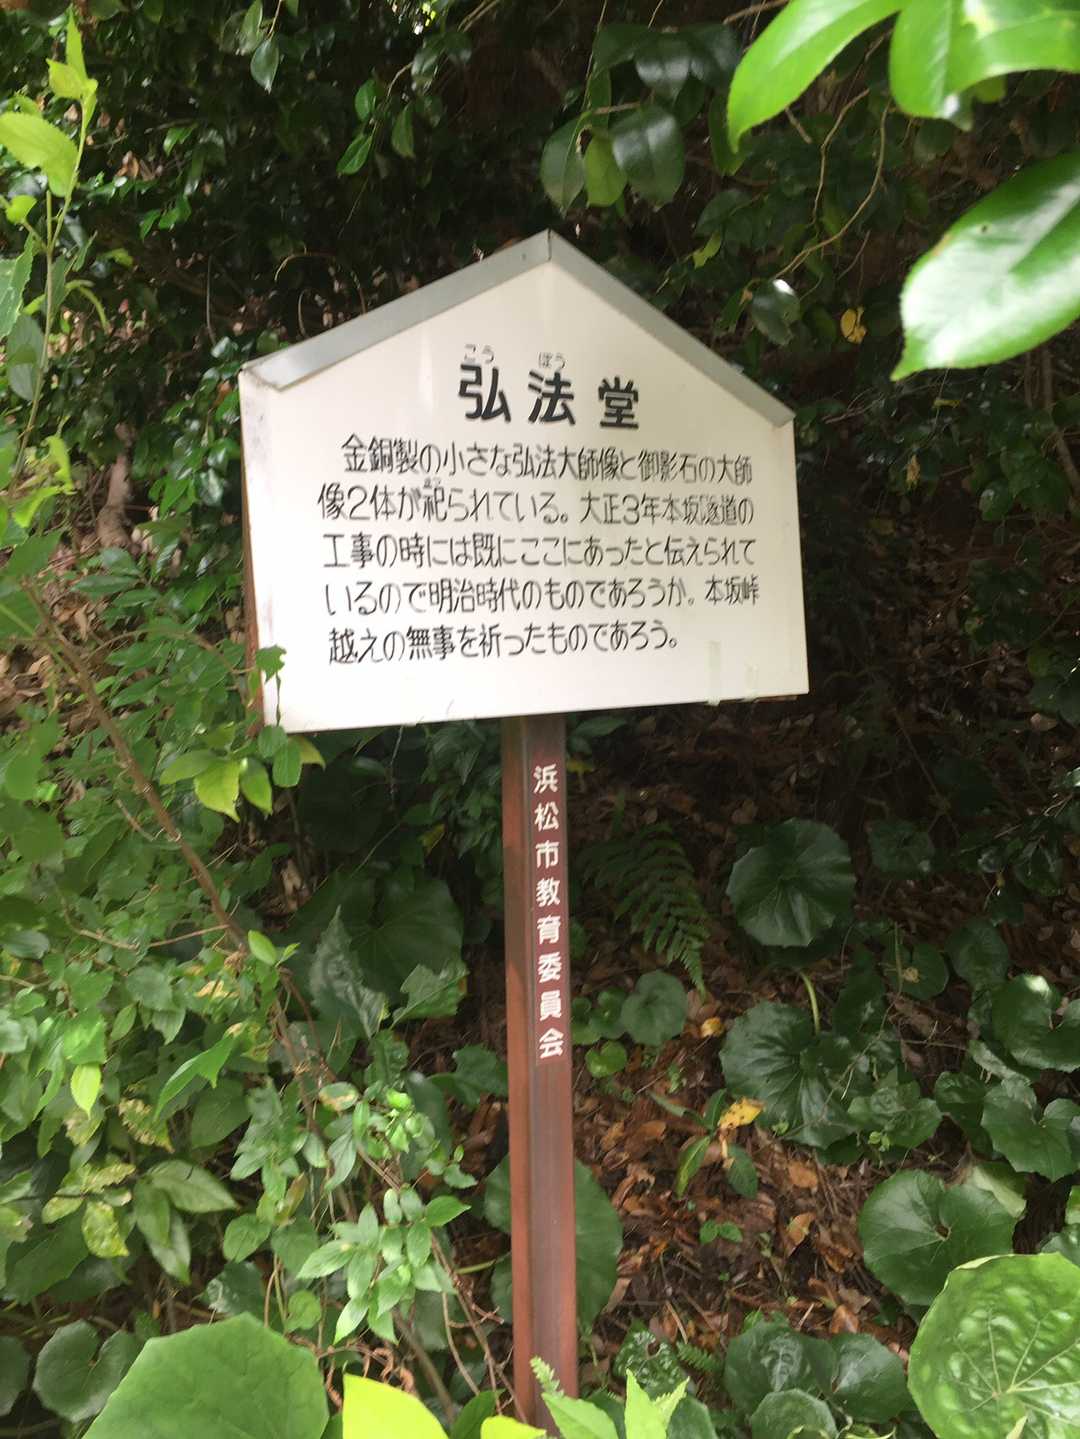 こうぼう
弘法堂
金銅製の小さな弘法大師像と御影石の大師
像2体が祀られている。大正3年本坂隧道の
工事の時には既にここにあったと伝えられて
いるので明治時代のものであろうか。本坂峠
越えの無事を祈ったものであろう。
浜松市教育委員会